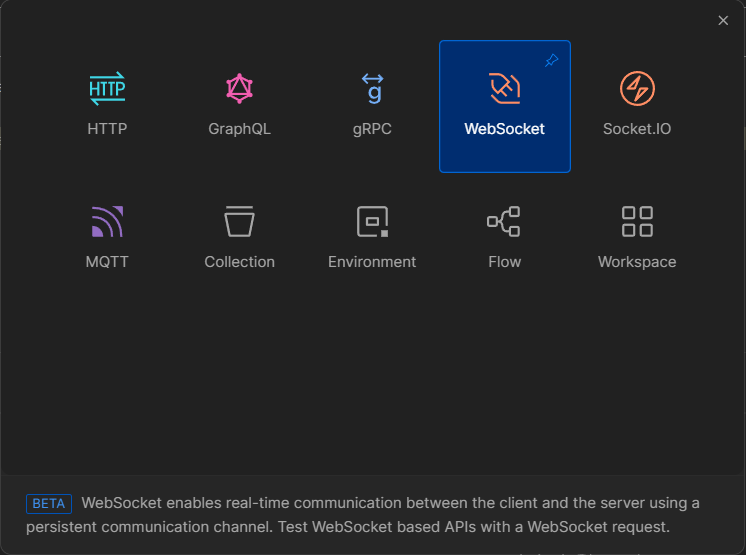 HTTP
HTTP GraphQL gRPC WebSocket Socket.IO
MQTT Collection Environment Flow Workspace
BETA WebSocket enables real-time communication between the client and the server using a
persistent communication channel. Test WebSocket based APIs with a WebSocket request.